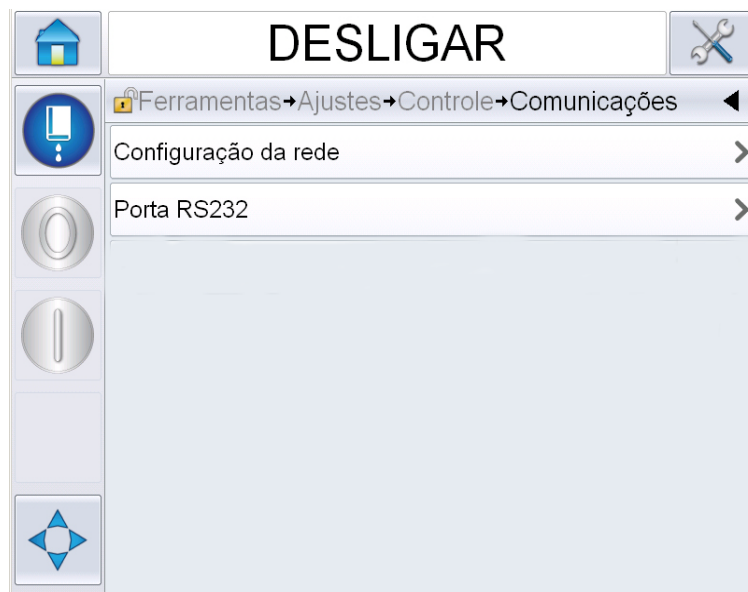 DESLIGAR
Ferramentas→Ajustes→Controle→Comunicações
Configuração da rede
Porta RS232